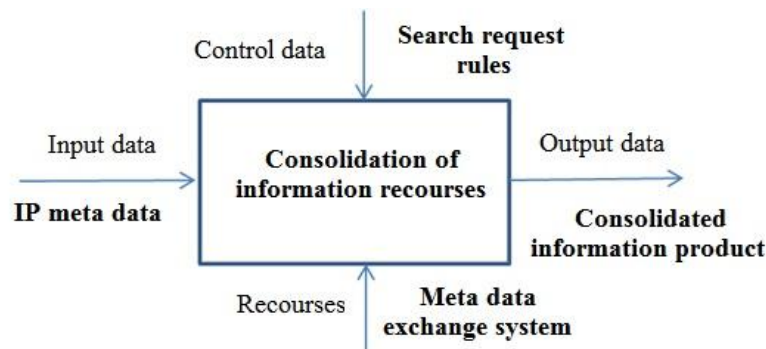 Control data
Search request
rules
Input data
IP meta data
Consolidation of
information recourses
Output data
Consolidated
information product
Recourses
Meta data
exchange system